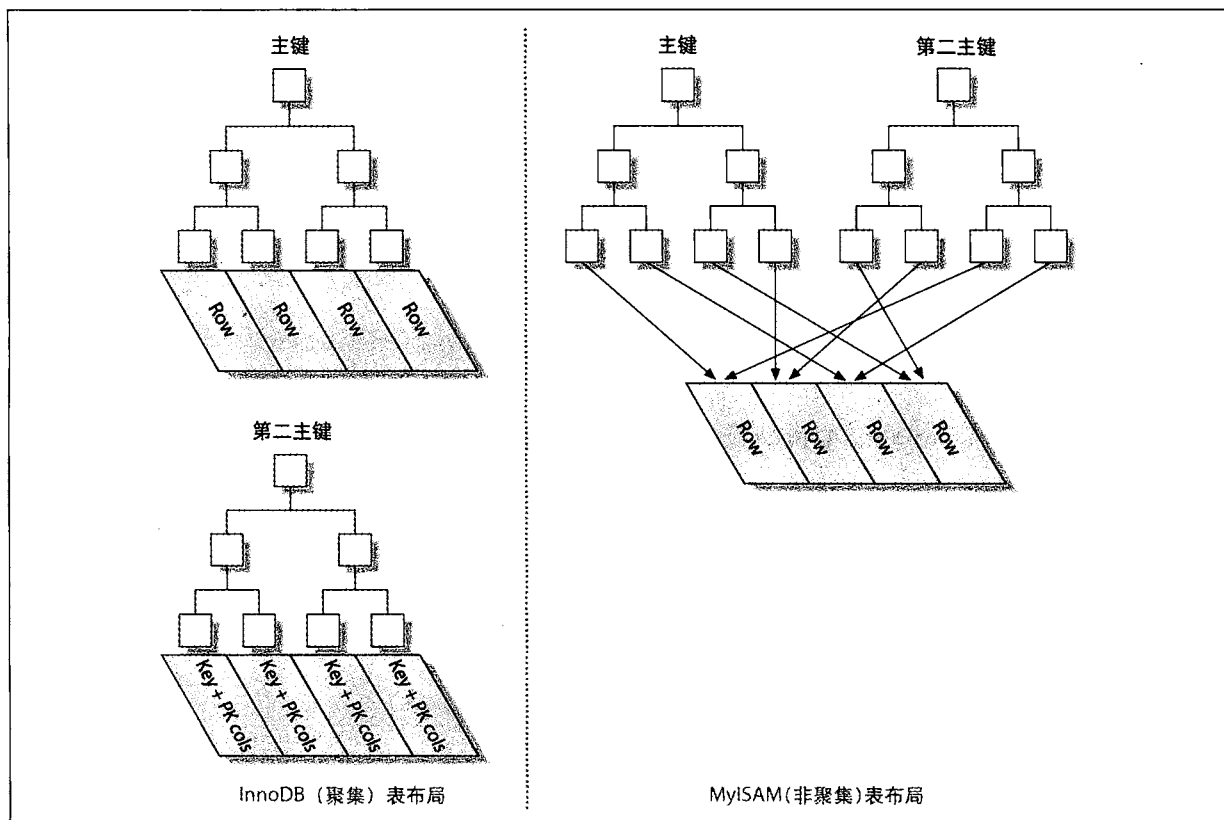 主键
Row
Row
Row
Row
第二主键
Key + PK cols
Key + PK cols
Key + PK cols
Key + PK cols
InnoDB（聚集）表布局
主键
第二主键
Row
Row
Row
Row
MyISAM(非聚集)表布局